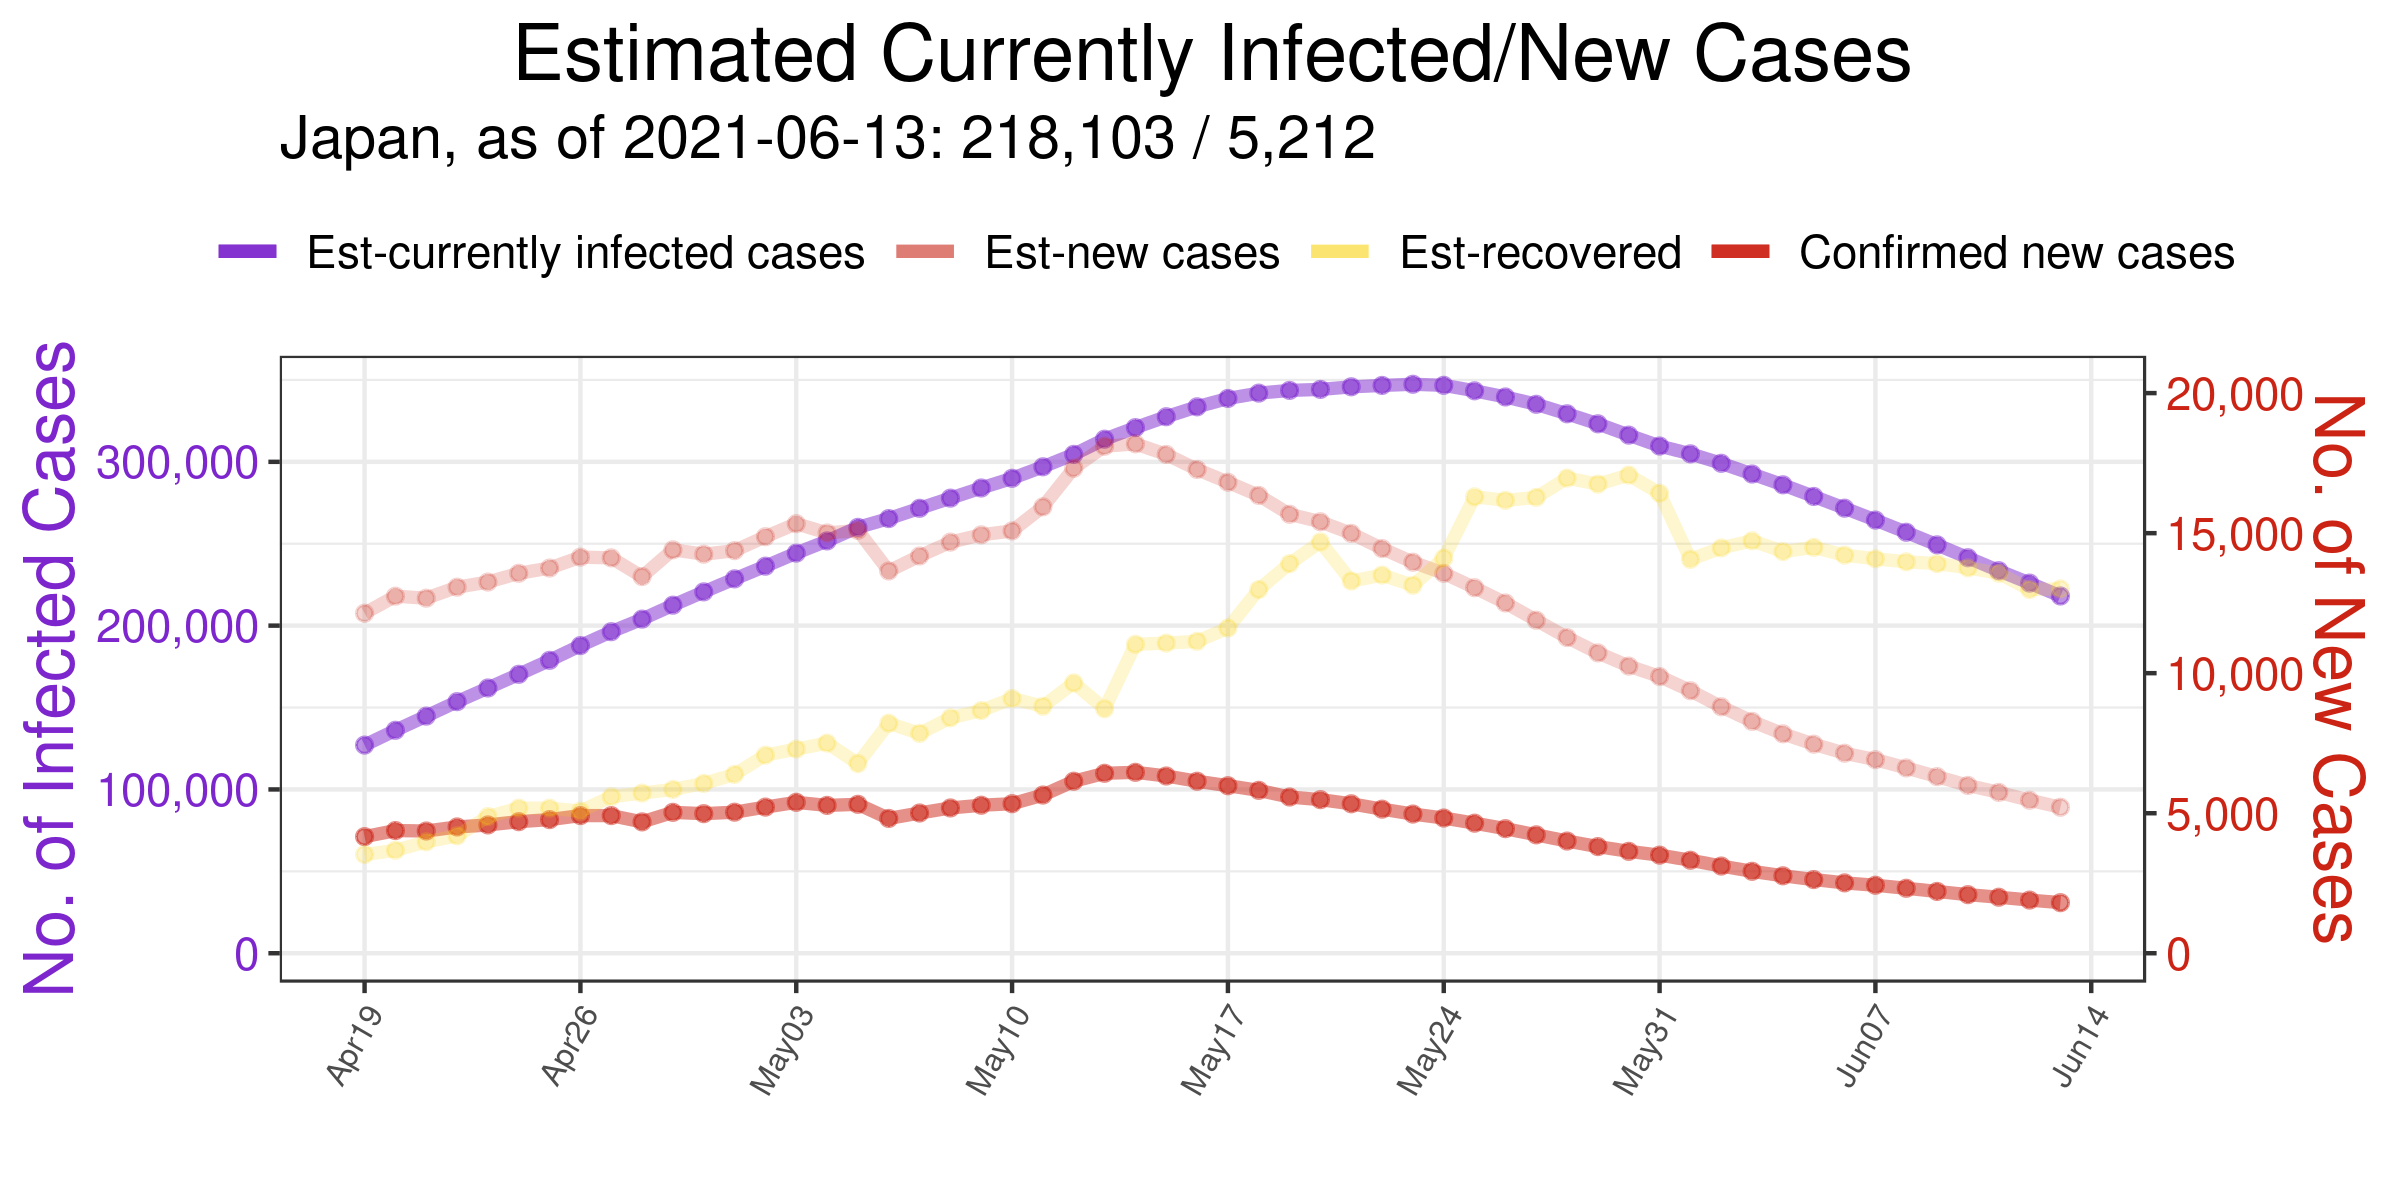 Estimated Currently Infected/New Cases
Japan, as of 2021-06-13: 218,103 / 5,212
Est-currently infected cases Est-new cases Est-recovered Confirmed new cases
No. of Infected Cases
300,000
200,000
100,000
0
20,000
15,000
10,000
5,000
0
No. of New Cases
Apr19 Apr26 May03 May10 May17 May24 May31 Jun07 Jun14